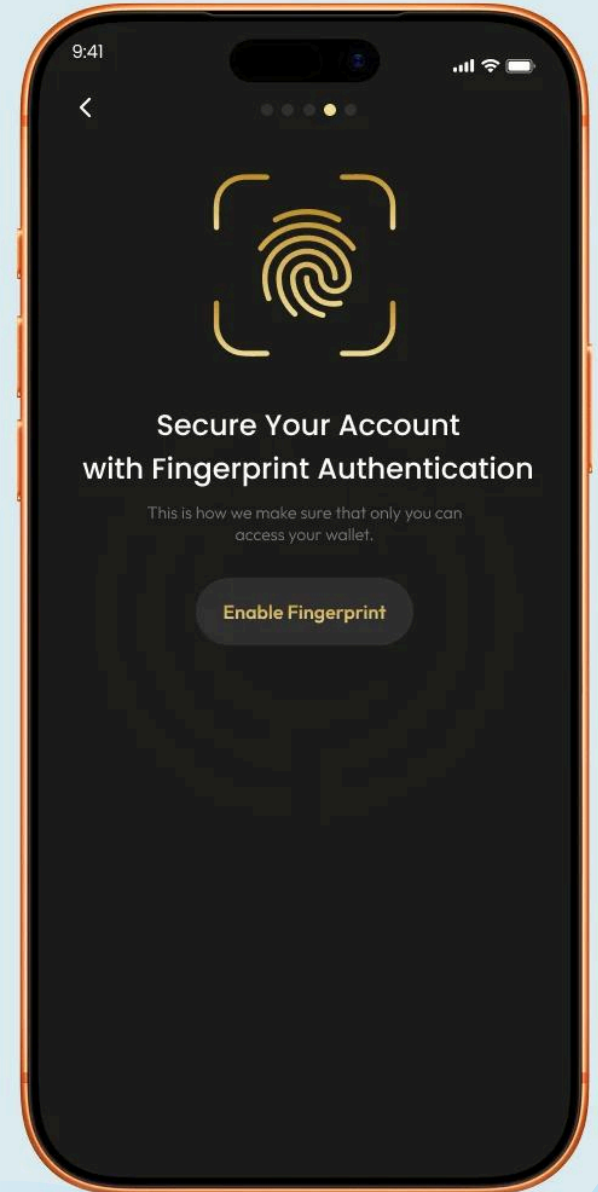 9:41
Secure Your Account
with Fingerprint Authentication
This is how we make sure that only you can
access your wallet.
Enable Fingerprint